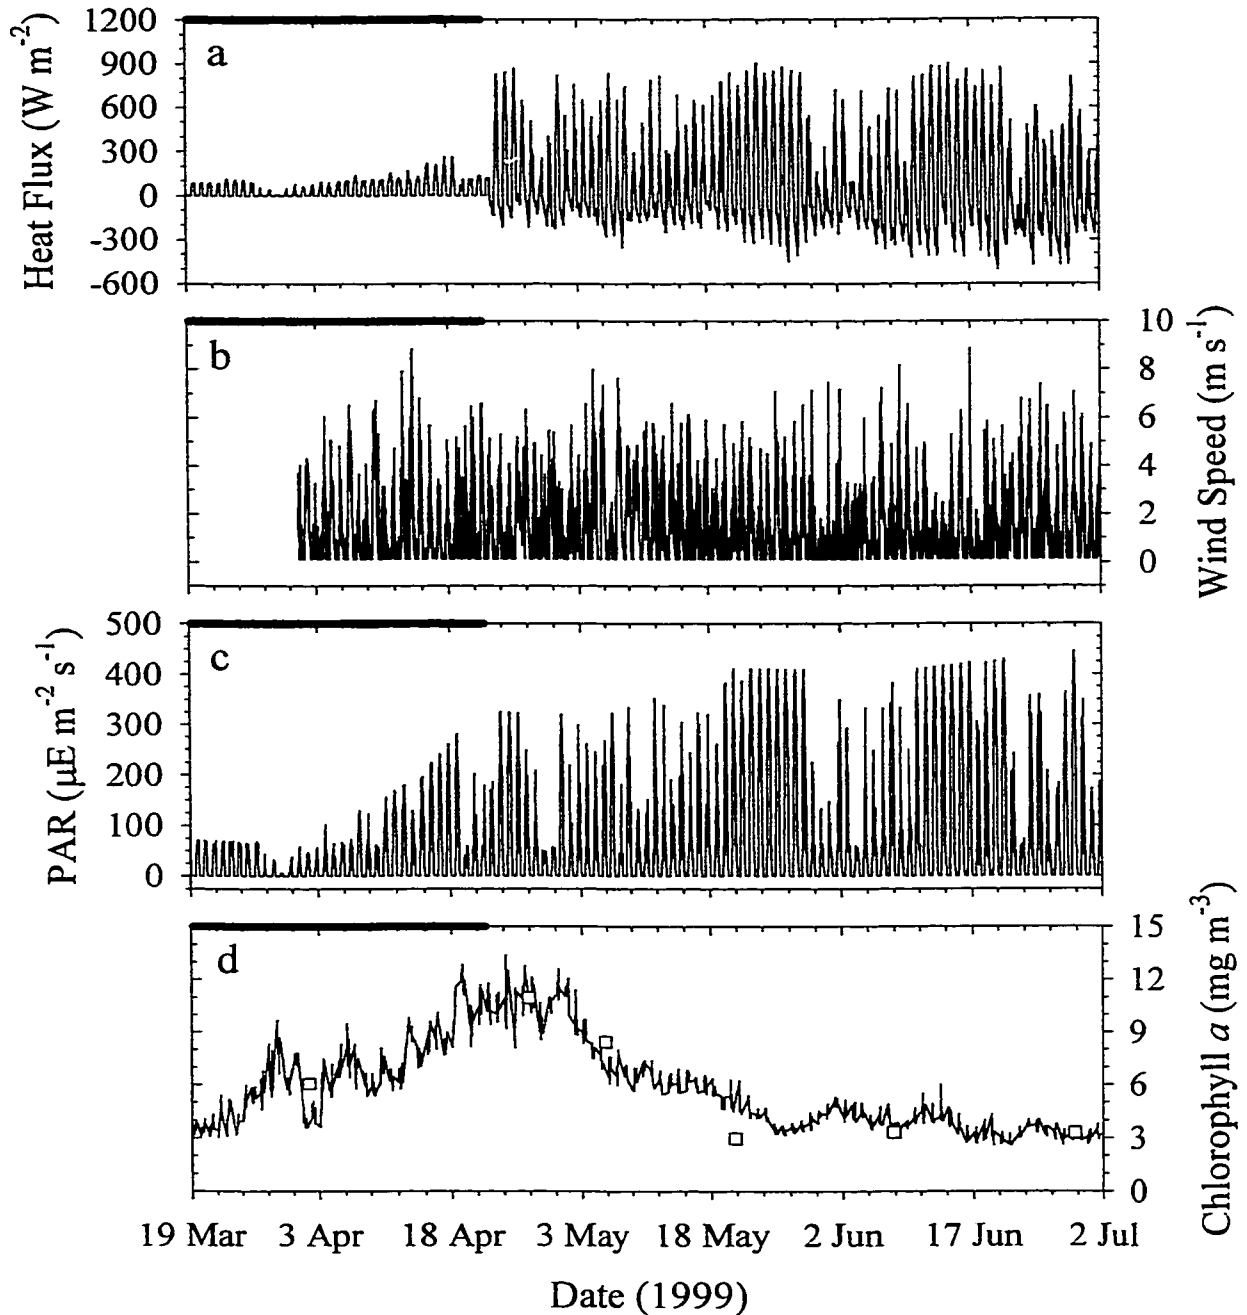 a
Heat Flux (W m-2)
1200
900
600
300
0
-300
-600
b
Wind Speed (m s-1)
10
8
6
4
2
0
c
PAR (µE m-2 s-1)
500
400
300
200
100
0
d
Chlorophyll a (mg m-3)
15
12
9
6
3
0
19 Mar 3 Apr 18 Apr 3 May 18 May 2 Jun 17 Jun 2 Jul
Date (1999)